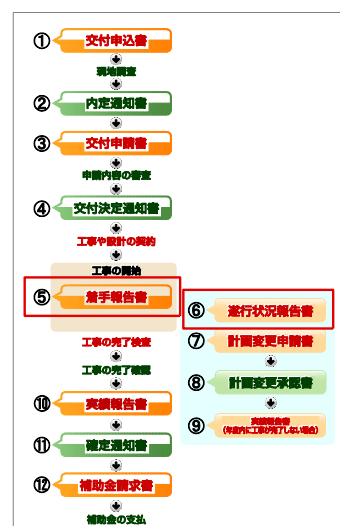 ① 交付申込書
現地調査
② 内定通知書
③ 交付申請書
申請内容の審査
④ 交付決定通知書
工事や設計の契約
工事の開始
⑤ 着手報告書
⑥ 遂行状況報告書
⑦ 計画変更申請書
⑧ 計画変更承認書
⑨ 実績報告書
(年度内に工事が完了しない場合)
工事の完了検査
工事の完了確認
⑩ 実績報告書
⑪ 確定通知書
⑫ 補助金請求書
補助金の支払